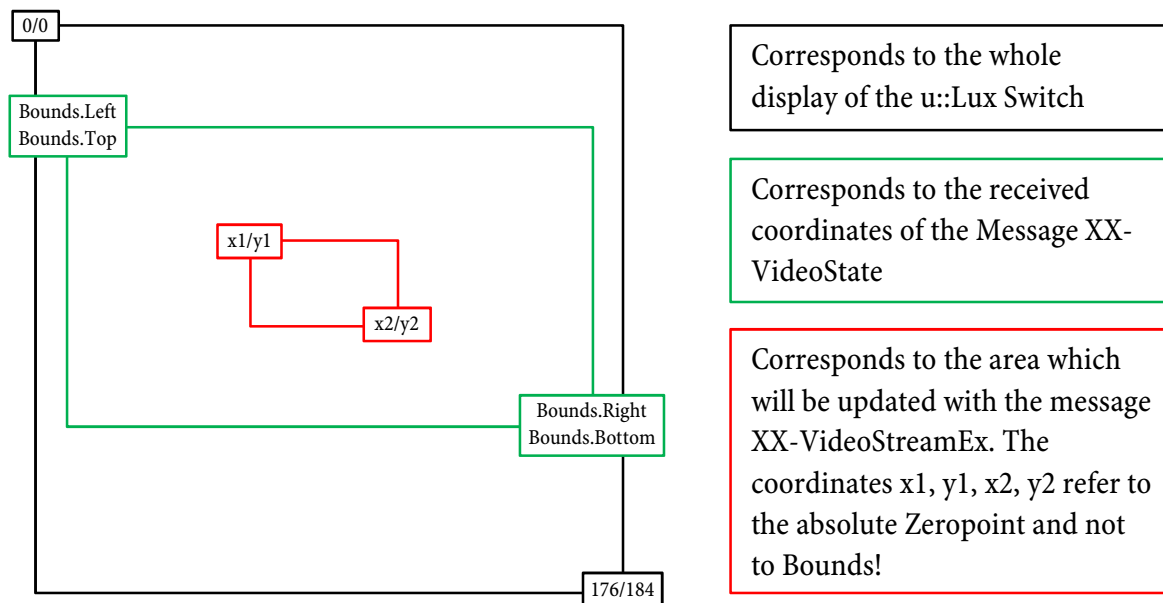 0/0
Bounds.Left
Bounds.Top
x1/y1
x2/y2
Bounds.Right
Bounds.Bottom
176/184
Corresponds to the whole
display of the u::Lux Switch
Corresponds to the received
coordinates of the Message XX-
VideoState
Corresponds to the area which
will be updated with the message
XX-VideoStreamEx. The
coordinates x1, y1, x2, y2 refer to
the absolute Zeropoint and not
to Bounds!